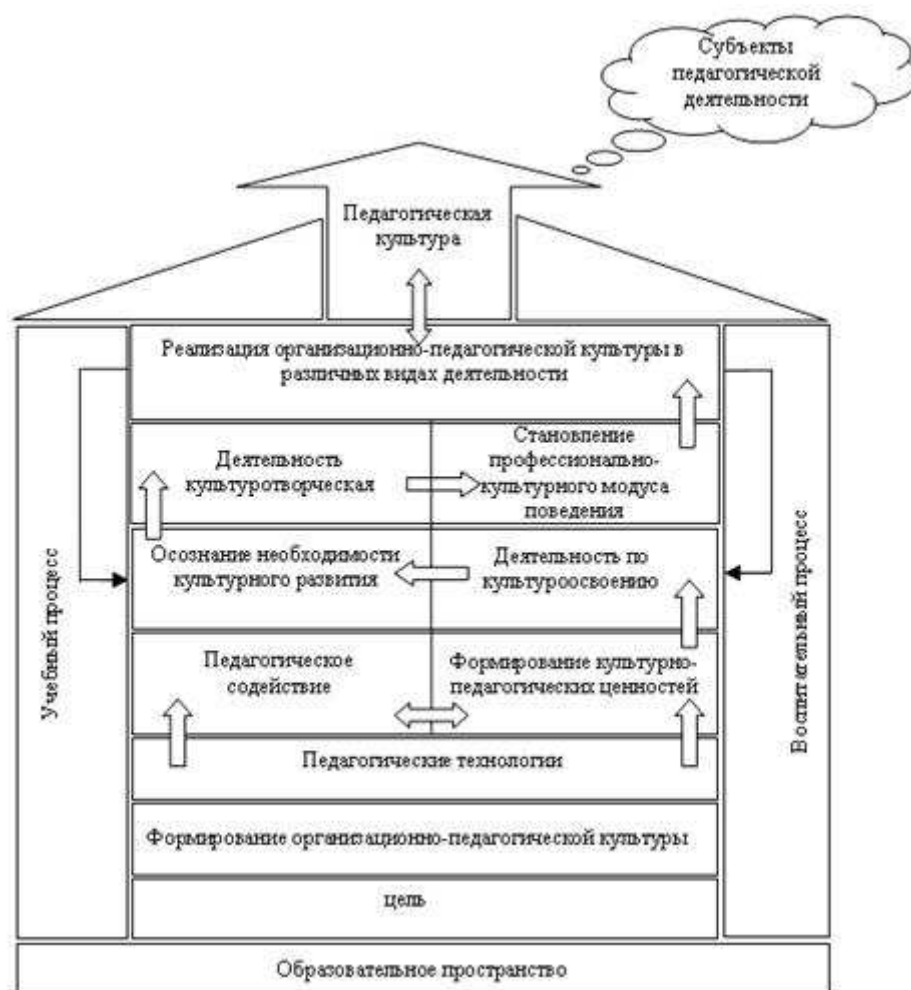 Субъекты
педагогической
деятельности
Педагогическая
культура
Реализация организационно-педагогической культуры в
различных видах деятельности
Деятельность
культуротворческая
Становление
профессионально-
культурного модуса
поведения
Осознание необходимости
культурного развития
Деятельность по
культуроосвоению
Педагогическое
содействие
Формирование культурно-
педагогических ценностей
Педагогические технологии
Формирование организационно-педагогической культуры
цель
Учебный процесс
Воспитательный процесс
Образовательное пространство